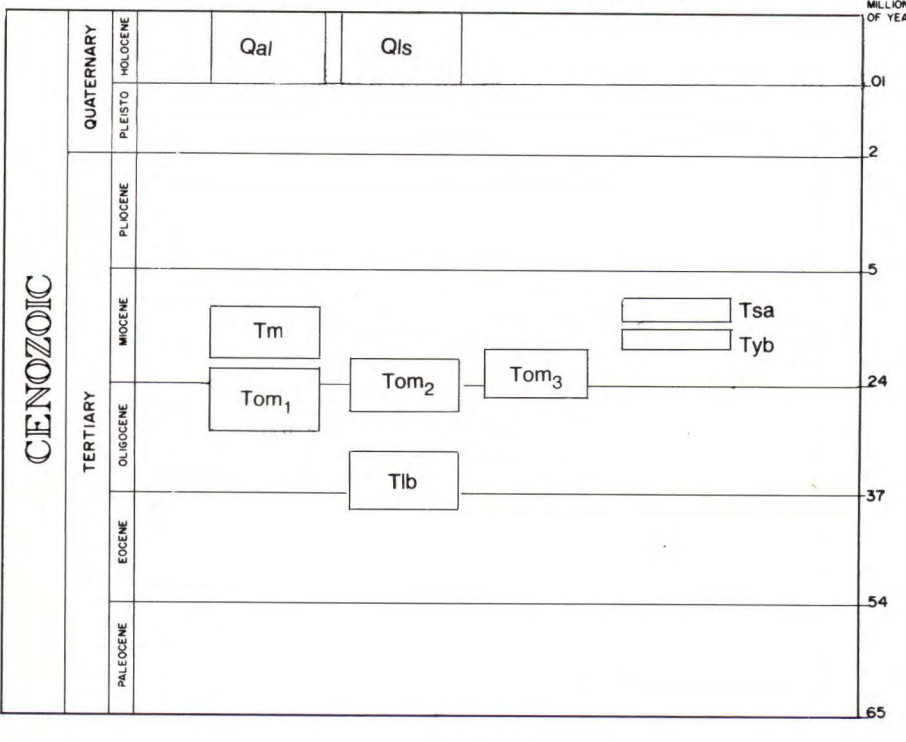 MILLION
OF YEA
CENOZOIC
QUATERNARY
TERTIARY
HOLOCENE
PLEISTO
PLIOCENE
MIOCENE
OLIGOCENE
EOCENE
PALEOCENE
Qal
Qls
.01
2
5
Tm
Tsa
Tyb
Tom1
Tom2
Tom3
24
Tlb
37
54
65